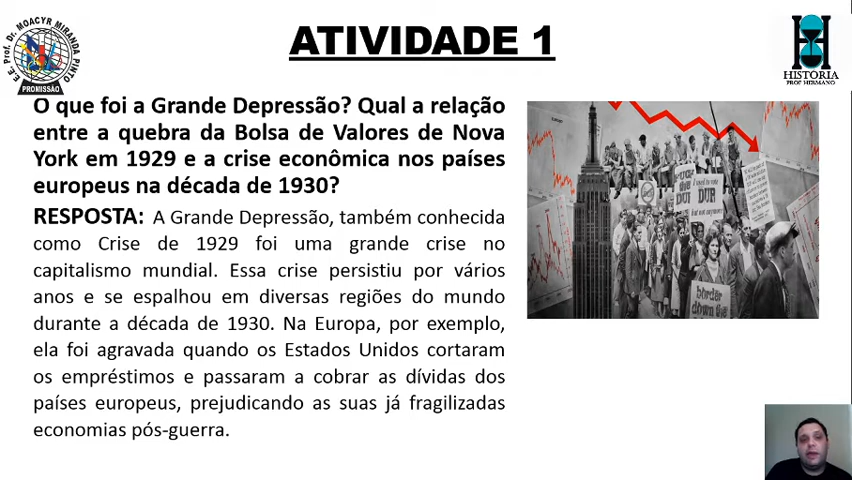 E.E. Prof. Dr. MOACYR MIRANDA PINTO
PROMISSÃO
ATIVIDADE 1
H
HISTORIA
PROF HERMANO
O que foi a Grande Depressão? Qual a relação
entre a quebra da Bolsa de Valores de Nova
York em 1929 e a crise econômica nos países
europeus na década de 1930?
RESPOSTA: A Grande Depressão, também conhecida
como Crise de 1929 foi uma grande crise no
capitalismo mundial. Essa crise persistiu por vários
anos e se espalhou em diversas regiões do mundo
durante a década de 1930. Na Europa, por exemplo,
ela foi agravada quando os Estados Unidos cortaram
os empréstimos e passaram a cobrar as dívidas dos
países europeus, prejudicando as suas já fragilizadas
economias pós-guerra.